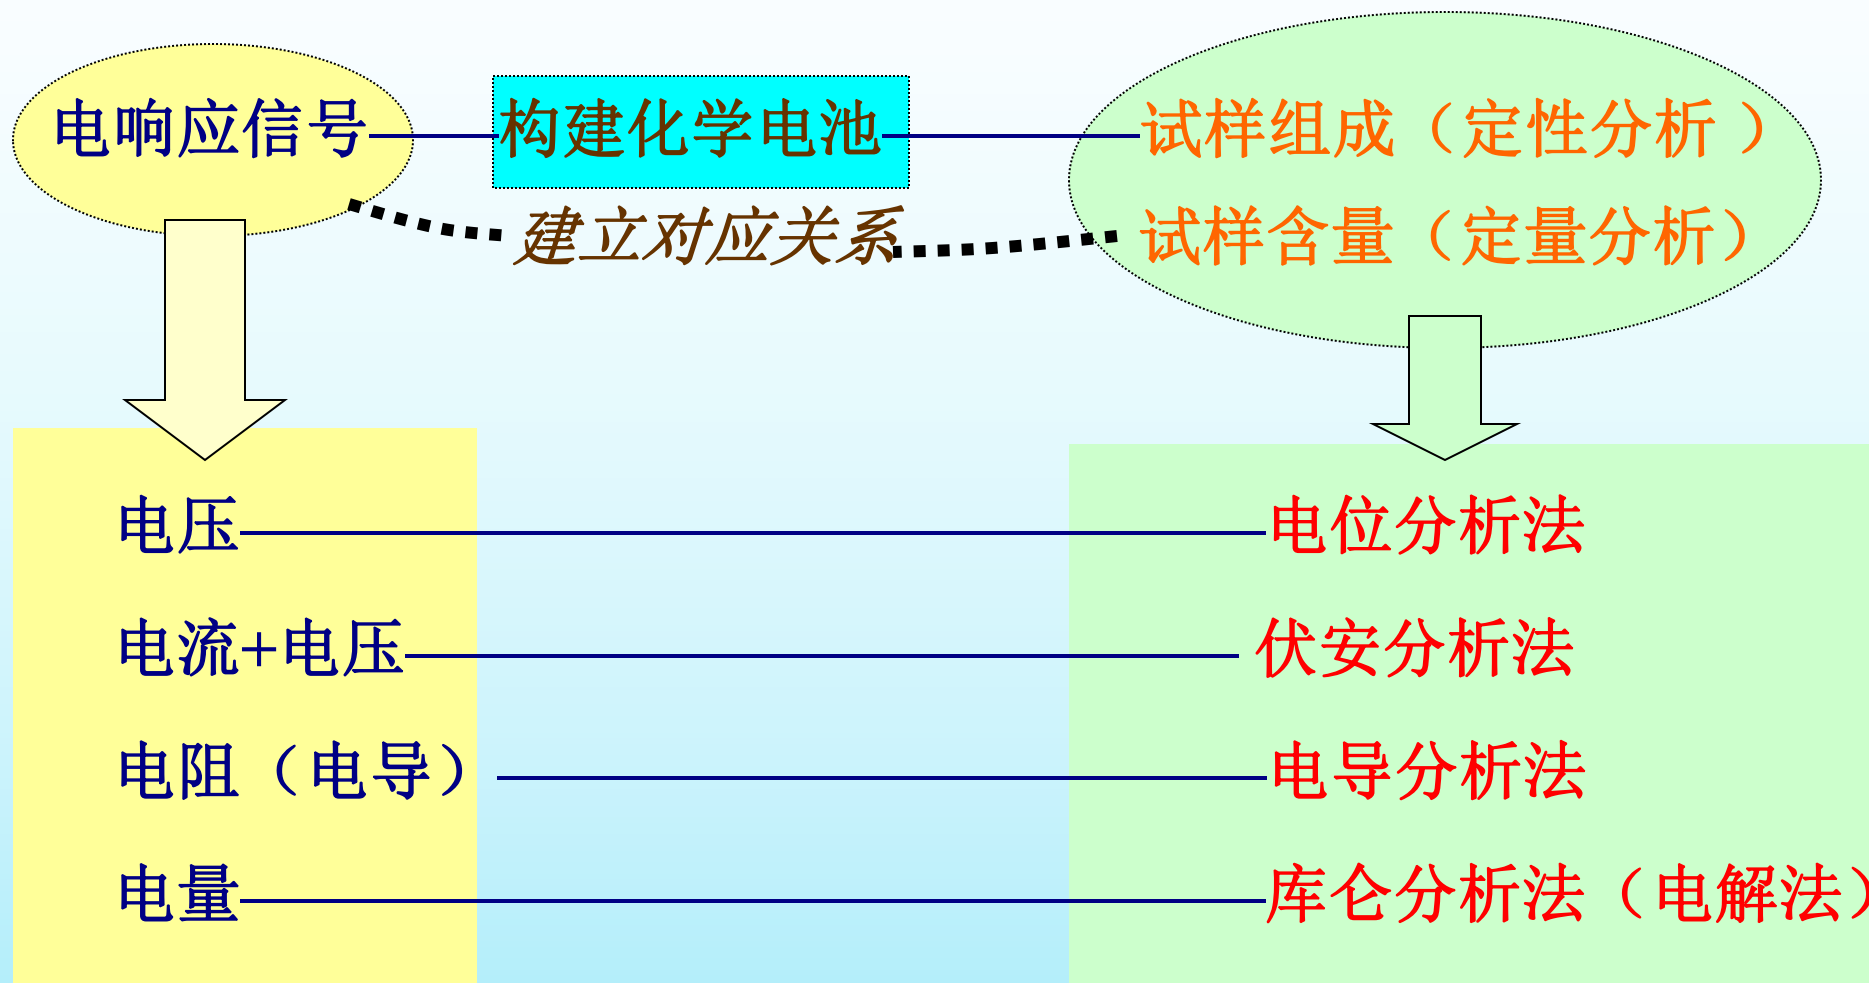 电响应信号 构建化学电池 试样组成（定性分析 ）
建立对应关系 试样含量（定量分析）
电压 电位分析法
电流+电压 伏安分析法
电阻（电导） 电导分析法
电量 库仑分析法（电解法）